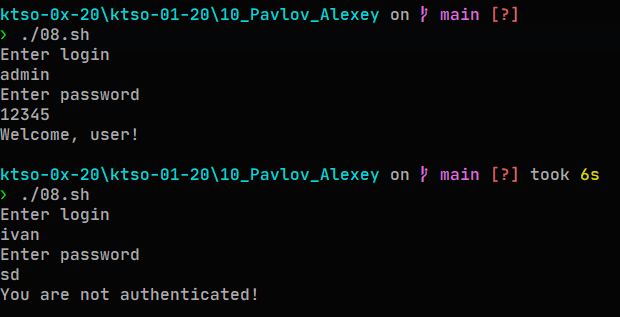 ktso-0x-20\ktso-01-20\10_Pavlov_Alexey on main [?]
❯ ./08.sh
Enter login
admin
Enter password
12345
Welcome, user!
ktso-0x-20\ktso-01-20\10_Pavlov_Alexey on main [?] took 6s
❯ ./08.sh
Enter login
ivan
Enter password
sd
You are not authenticated!